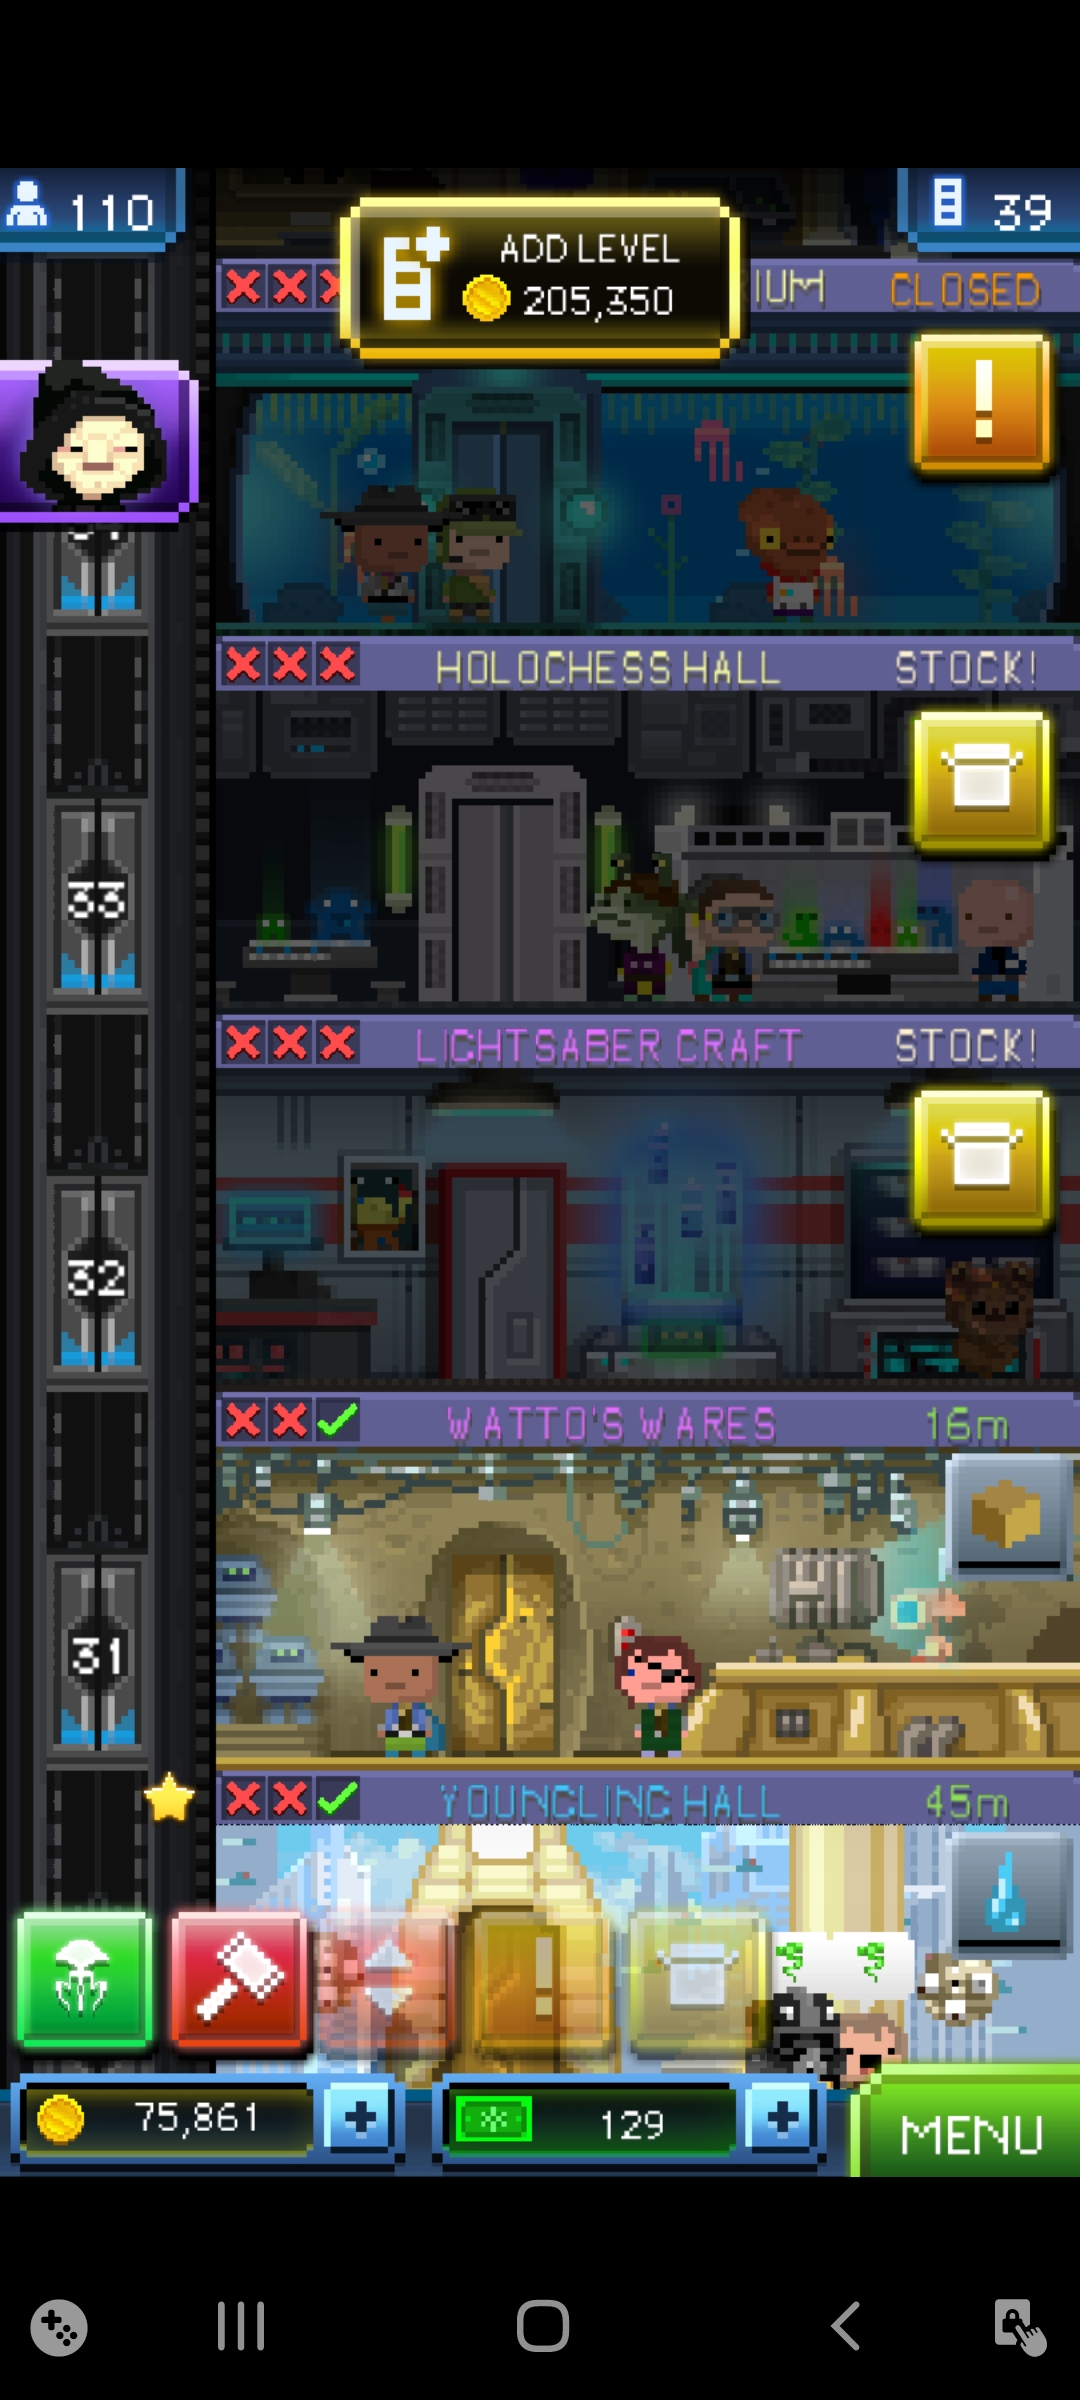 110
ADD LEVEL
205,350
39
IUM CLOSED
HOLOCHESS HALL STOCK!
33
LIGHTSABER CRAFT STOCK!
32
WATTO'S WARES 16m
31
YOUNGLING HALL 45m
75,861
129
MENU